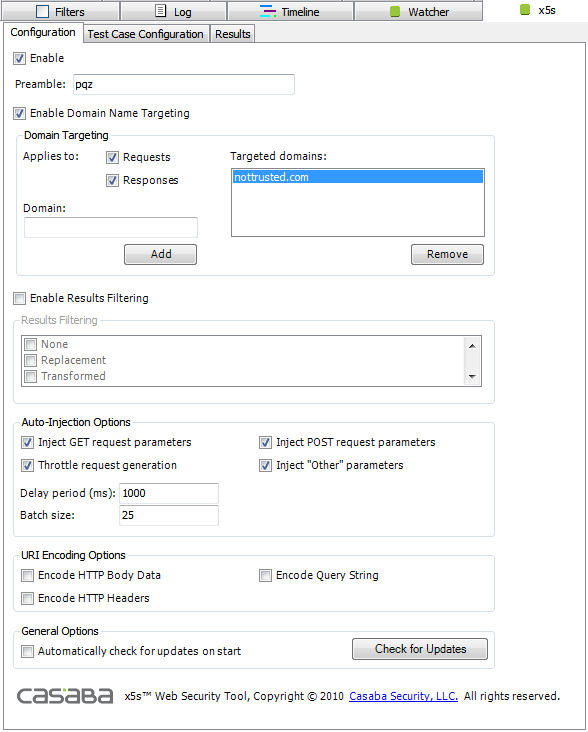 Filters Log Timeline Watcher x5s
Configuration Test Case Configuration Results
Enable
Preamble: pqz
Enable Domain Name Targeting
Domain Targeting
Applies to: Requests Targeted domains:
Responses nottrusted.com
Domain:
Add Remove
Enable Results Filtering
Results Filtering
None
Replacement
Transformed
Auto-Injection Options
Inject GET request parameters Inject POST request parameters
Throttle request generation Inject "Other" parameters
Delay period (ms): 1000
Batch size: 25
URI Encoding Options
Encode HTTP Body Data Encode Query String
Encode HTTP Headers
General Options
Automatically check for updates on start Check for Updates
casaba x5s™ Web Security Tool, Copyright © 2010 Casaba Security, LLC. All rights reserved.